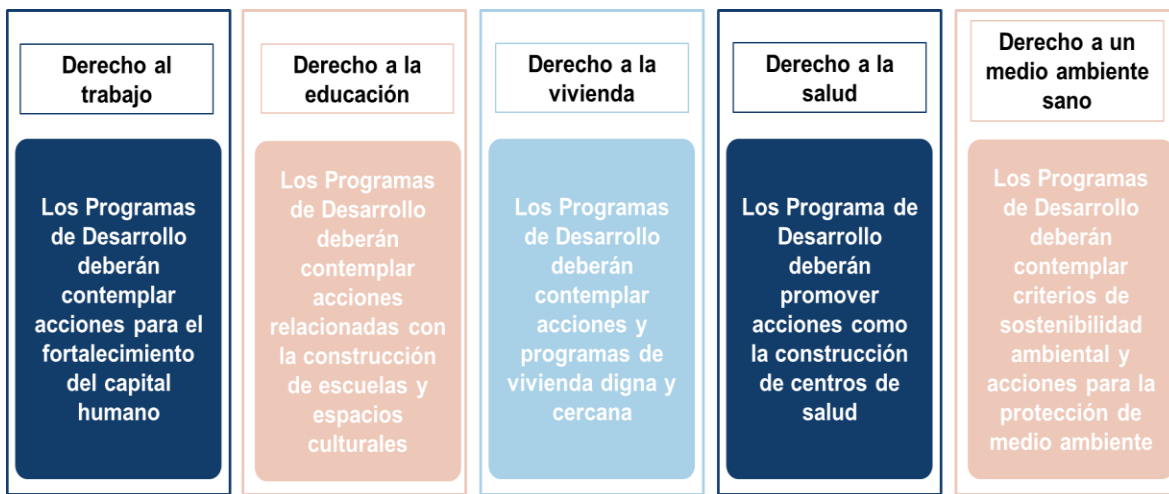 Derecho al
trabajo
Los Programas
de Desarrollo
deberán
contemplar
acciones para el
fortalecimiento
del capital
humano
Derecho a la
educación
Los Programas
de Desarrollo
deberán
contemplar
acciones
relacionadas con
la construcción
de escuelas y
espacios
culturales
Derecho a la
vivienda
Los Programas
de Desarrollo
deberán
contemplar
acciones y
programas de
vivienda digna y
cercana
Derecho a la
salud
Los Programa de
Desarrollo
deberán
promover
acciones como
la construcción
de centros de
salud
Derecho a un
medio ambiente
sano
Los Programas
de Desarrollo
deberán
contemplar
criterios de
sostenibilidad
ambiental y
acciones para la
protección de
medio ambiente